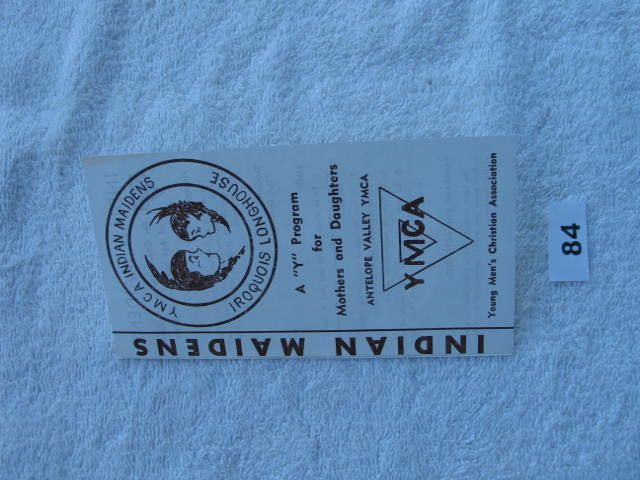 INDIAN MAIDENS
YMCA INDIAN MAIDENS
IROQUOIS LONGHOUSE
A "Y" Program
for
Mothers and Daughters
ANTELOPE VALLEY YMCA
YMCA
Young Men's Christian Association
84